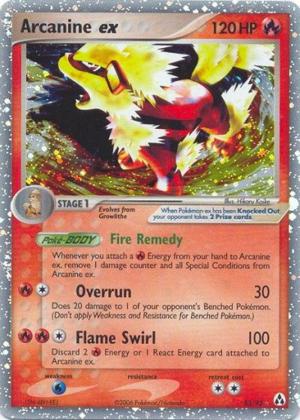 Arcanine ex 120 HP
Illus. Hikaru Koike
STAGE 1
Evolves from
Growlithe
When Pokémon-ex has been Knocked Out
your opponent takes 2 Prize cards.
Poké-BODY Fire Remedy
Whenever you attach a Energy from your hand to Arcanine
ex, remove 1 damage counter and all Special Conditions from
Arcanine ex.
Overrun 30
Does 20 damage to 1 of your opponent's Benched Pokémon.
(Don't apply Weakness and Resistance for Benched Pokémon.)
Flame Swirl 100
Discard 2 Energy or 1 React Energy card attached to
Arcanine ex.
weakness resistance retreat cost
©2006 Pokémon/Nintendo